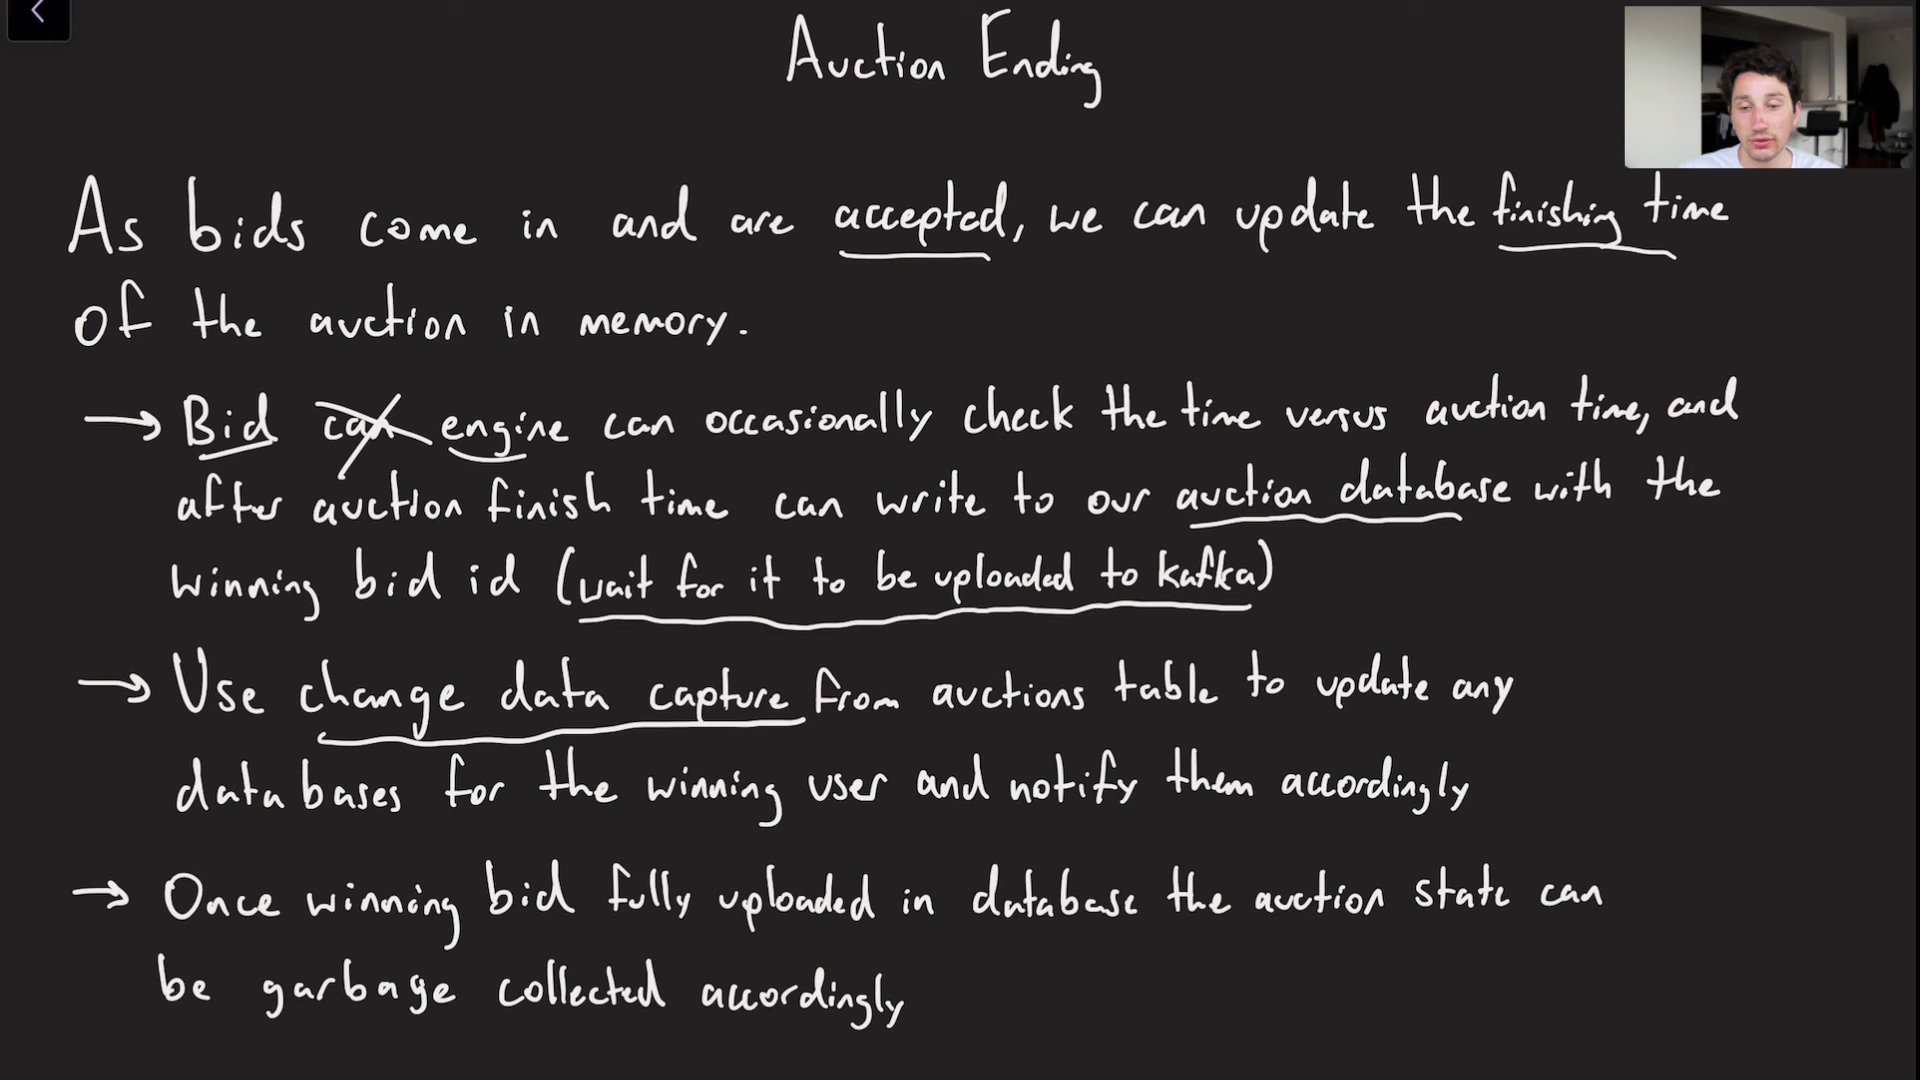 Auction Ending
As bids come in and are accepted, we can update the finishing time
of the auction in memory.
→ Bid can engine can occasionally check the time versus auction time, and
after auction finish time can write to our auction database with the
winning bid id (wait for it to be uploaded to kafka)
→ Use change data capture from auctions table to update any
databases for the winning user and notify them accordingly
→ Once winning bid fully uploaded in database the auction state can
be garbage collected accordingly